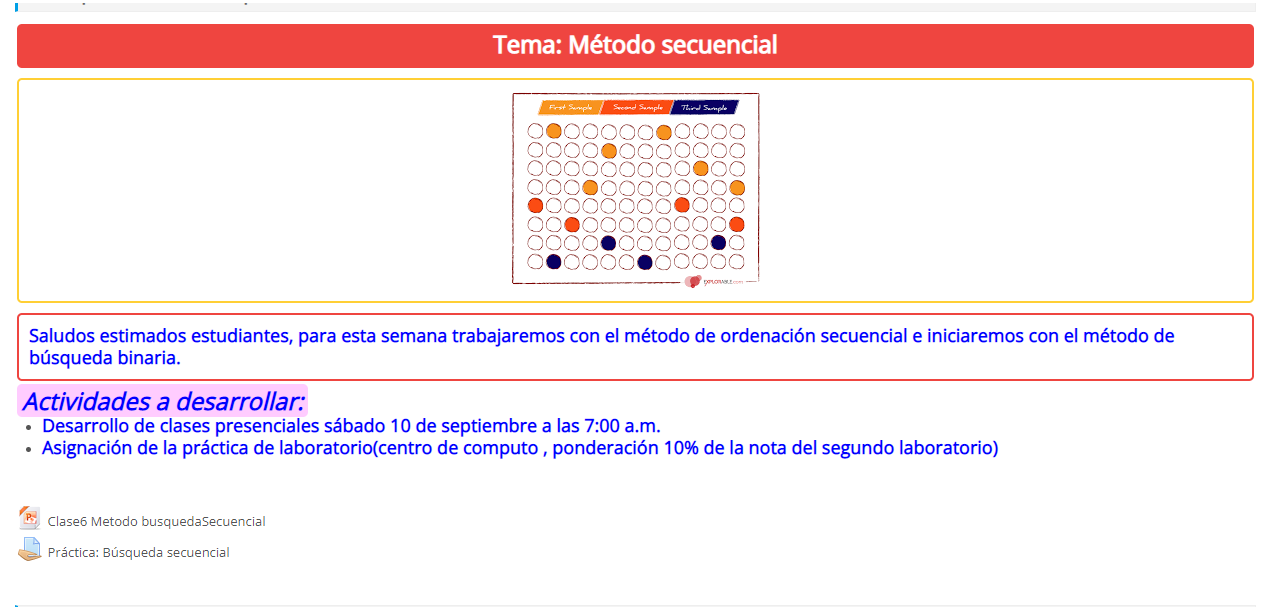 Tema: Método secuencial
First Sample Second Sample Third Sample
EXPLORABLE.com
Saludos estimados estudiantes, para esta semana trabajaremos con el método de ordenación secuencial e iniciaremos con el método de
búsqueda binaria.
Actividades a desarrollar:
Desarrollo de clases presenciales sábado 10 de septiembre a las 7:00 a.m.
Asignación de la práctica de laboratorio(centro de computo , ponderación 10% de la nota del segundo laboratorio)
Clase6 Metodo busquedaSecuencial
Práctica: Búsqueda secuencial